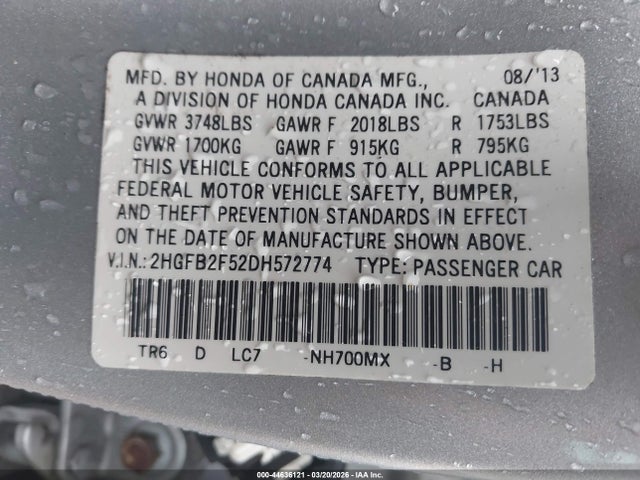 MFD. BY HONDA OF CANADA MFG., 08/'13
A DIVISION OF HONDA CANADA INC. CANADA
GVWR 3748LBS GAWR F 2018LBS R 1753LBS
GVWR 1700KG GAWR F 915KG R 795KG
THIS VEHICLE CONFORMS TO ALL APPLICABLE
FEDERAL MOTOR VEHICLE SAFETY, BUMPER,
AND THEFT PREVENTION STANDARDS IN EFFECT
ON THE DATE OF MANUFACTURE SHOWN ABOVE.
V.I.N.: 2HGFB2F52DH572774 TYPE: PASSENGER CAR
TR6 D LC7 -NH700MX -B -H
000-44636121 - 03/20/2026 - IAA Inc.